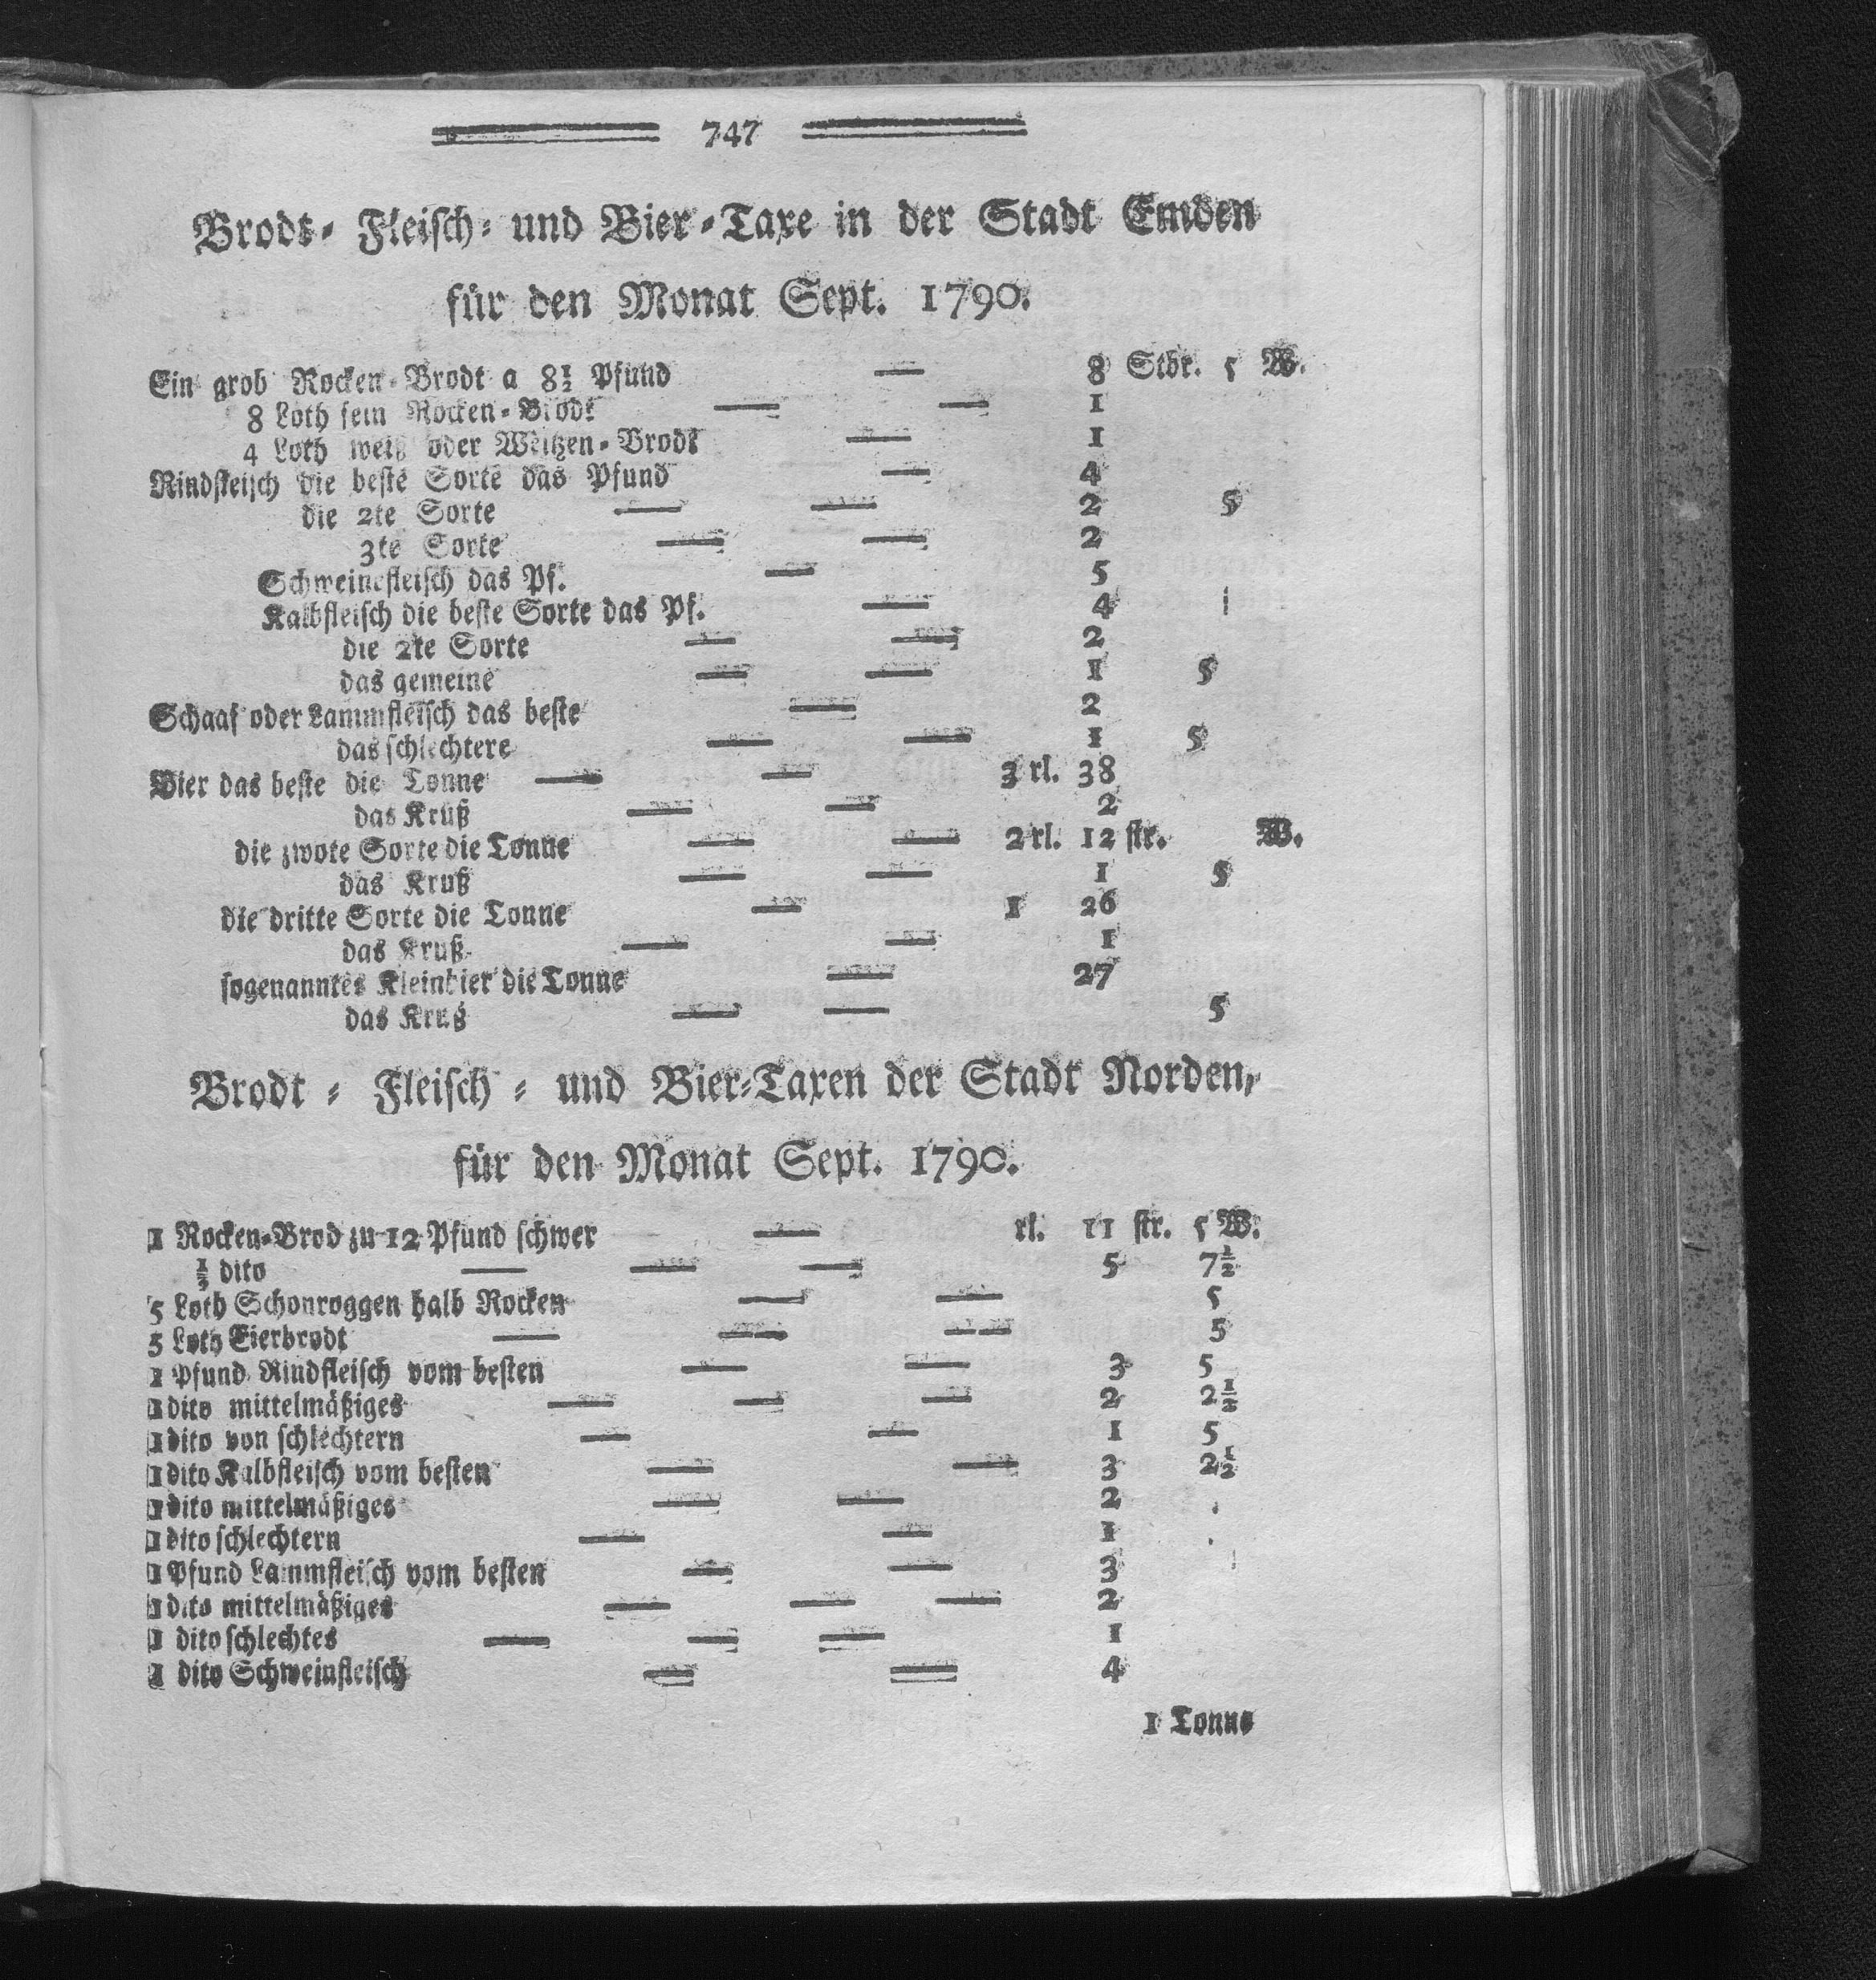 747
Brodt- Fleisch- und Bier-Taxe in der Stadt Emden
für den Monat Sept. 1790.
Ein grob Rocken-Brodt a 8½ Pfund — 8 Stbr. 5 W.
8 Loth fein Rocken-Brodt — — 1
4 Loth weiß oder Weitzen-Brodt — 1
Rindfleisch die beste Sorte das Pfund — 4
die 2te Sorte — — 2 5
3te Sorte — — 2
Schweinefleisch das Pf. — 5
Kalbfleisch die beste Sorte das Pf. — 4
die 2te Sorte — — 2
das gemeine — — 1 5
Schaaf oder Lammfleisch das beste — 2
das schlechtere — — 1 5
Bier das beste die Tonne — — 3 rl. 38
das Kruß — — 2
die zwote Sorte die Tonne — — 2 rl. 12 str. W.
das Kruß — — 1 5
die dritte Sorte die Tonne — 1 26
das Kruß — — 1
sogenanntes Kleinbier die Tonne — 27
das Kruß — — 5
Brodt- Fleisch- und Bier-Taxen der Stadt Norden,
für den Monat Sept. 1790.
1 Rocken-Brod zu 12 Pfund schwer — rl. 11 str. 5 W.
½ dito — — — 5 7½
5 Loth Schonroggen halb Rocken — — 5
5 Loth Eierbrodt — — — 5
1 Pfund Rindfleisch vom besten — — 3 5
1 dito mittelmäßiges — — — 2 2½
1 dito von schlechtern — — 1 5
1 dito Kalbfleisch vom besten — — 3 2½
1 dito mittelmäßiges — — 2
1 dito schlechtern — — 1
1 Pfund Lammfleisch vom besten — — 3
1 dito mittelmäßiges — — — 2
1 dito schlechtes — — — 1
1 dito Schweinfleisch — — 4
1 Tonne